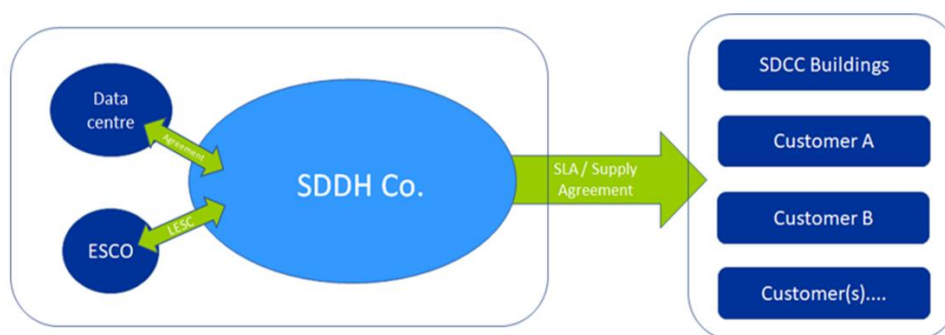 Data
centre
Agreement
ESCO
LESC
SDDH Co.
SLA / Supply
Agreement
SDCC Buildings
Customer A
Customer B
Customer(s)....